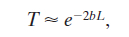 T ≈ e^{-2bL},